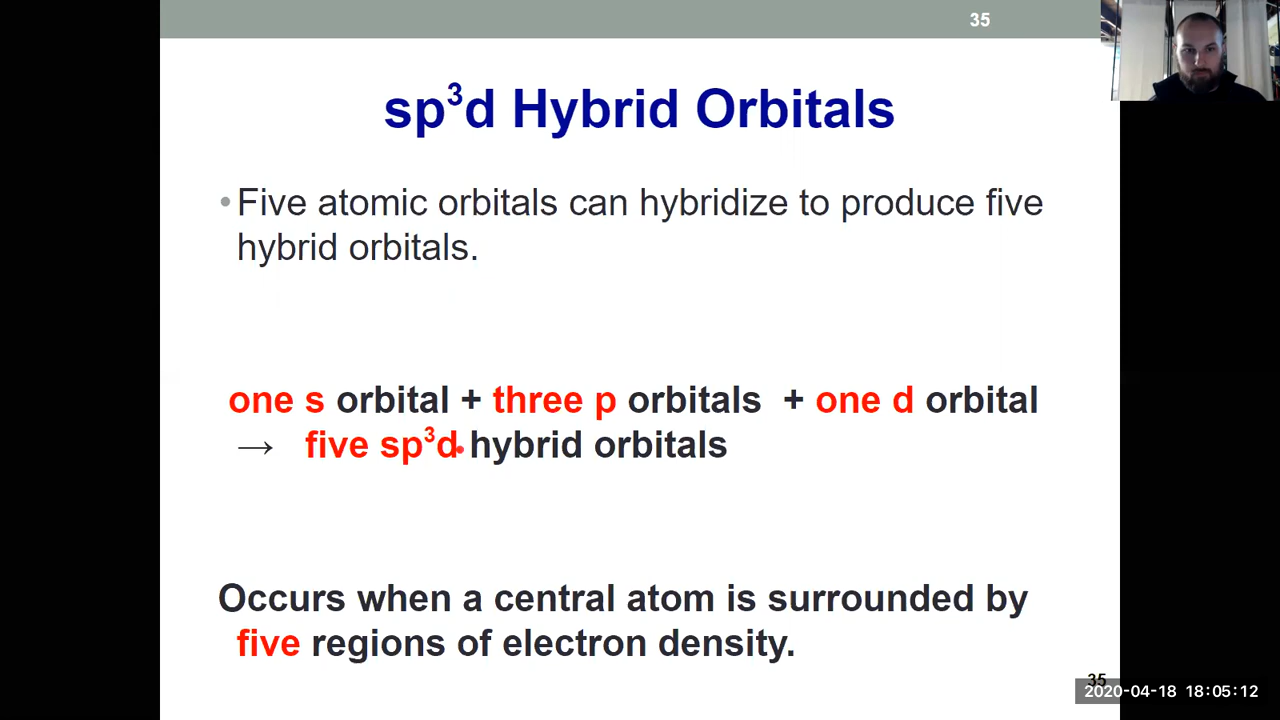 35
sp³d Hybrid Orbitals
•Five atomic orbitals can hybridize to produce five
hybrid orbitals.
one s orbital + three p orbitals + one d orbital
→ five sp³d hybrid orbitals
Occurs when a central atom is surrounded by
five regions of electron density.
35
2020-04-18 18:05:12